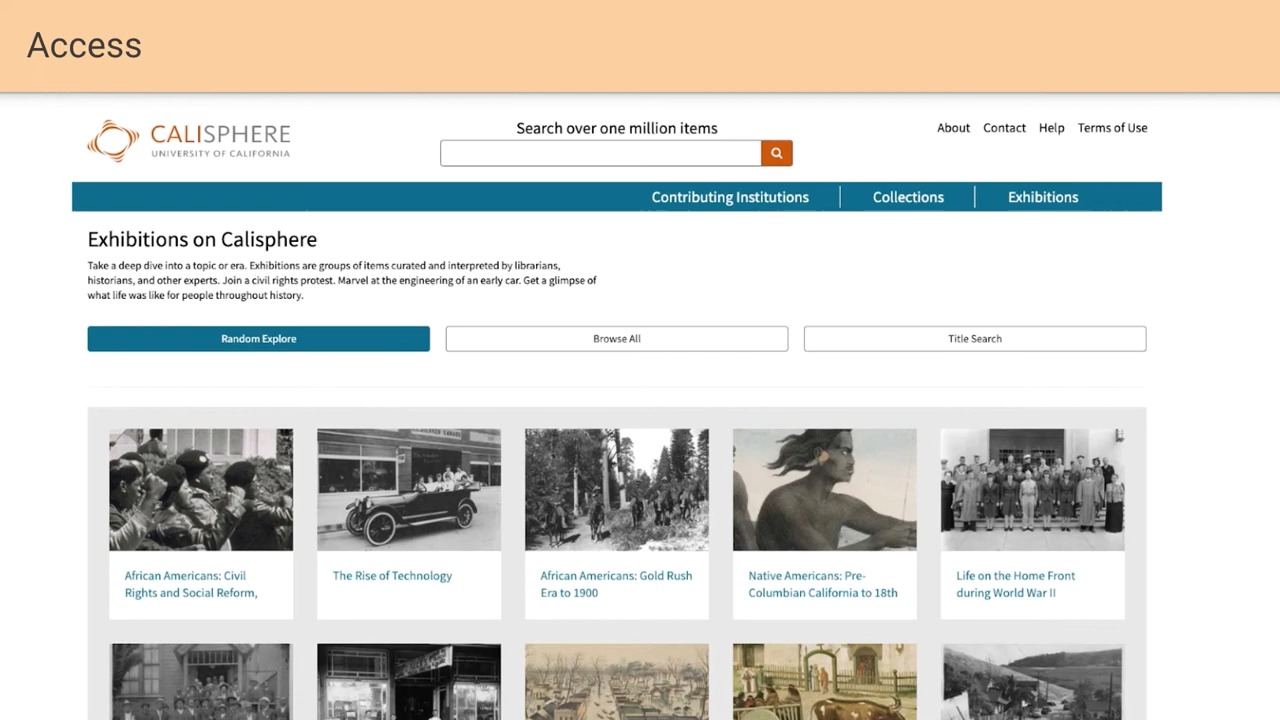 Access
CALISPHERE
UNIVERSITY OF CALIFORNIA
Search over one million items
About Contact Help Terms of Use
Contributing Institutions Collections Exhibitions
Exhibitions on Calisphere
Take a deep dive into a topic or era. Exhibitions are groups of items curated and interpreted by librarians,
historians, and other experts. Join a civil rights protest. Marvel at the engineering of an early car. Get a glimpse of
what life was like for people throughout history.
Random Explore Browse All Title Search
African Americans: Civil
Rights and Social Reform,
The Rise of Technology
African Americans: Gold Rush
Era to 1900
Native Americans: Pre-
Columbian California to 18th
Life on the Home Front
during World War II